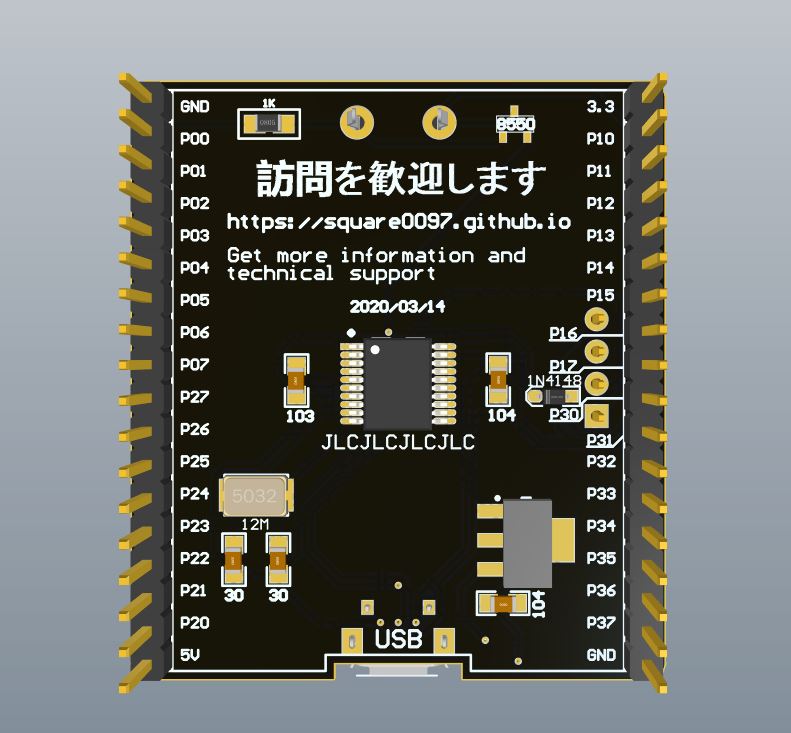 GND
1K
8550
3.3
P00
P10
P01
訪問を歓迎します
P11
P02
https://square0097.github.io
P12
P03
P13
Get more information and
technical support
P04
P14
P05
2020/03/14
P15
P06
P16
P07
P17
1N4148
P27
103
104
P30
P26
JLCJLCJLCJLC
P31
P25
P32
P24
5032
P33
P23
12M
P34
P22
P35
P21
30
30
104
P36
P20
USB
P37
5V
GND